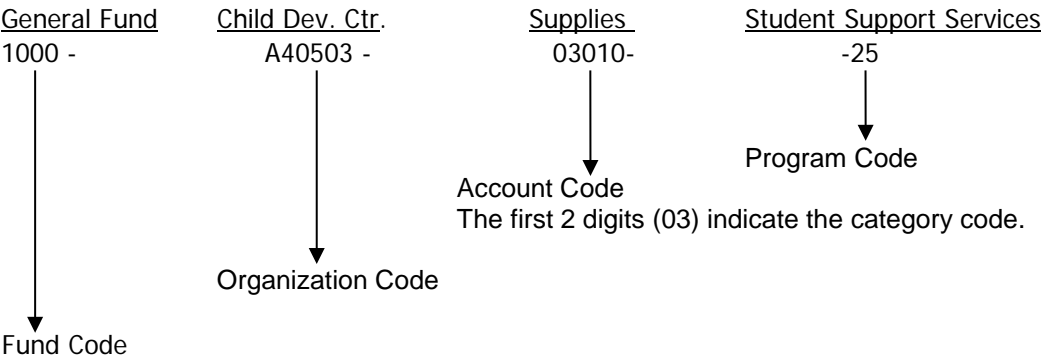 General Fund Child Dev. Ctr. Supplies Student Support Services
1000 - A40503 - 03010- -25
Program Code
Account Code
The first 2 digits (03) indicate the category code.
Organization Code
Fund Code